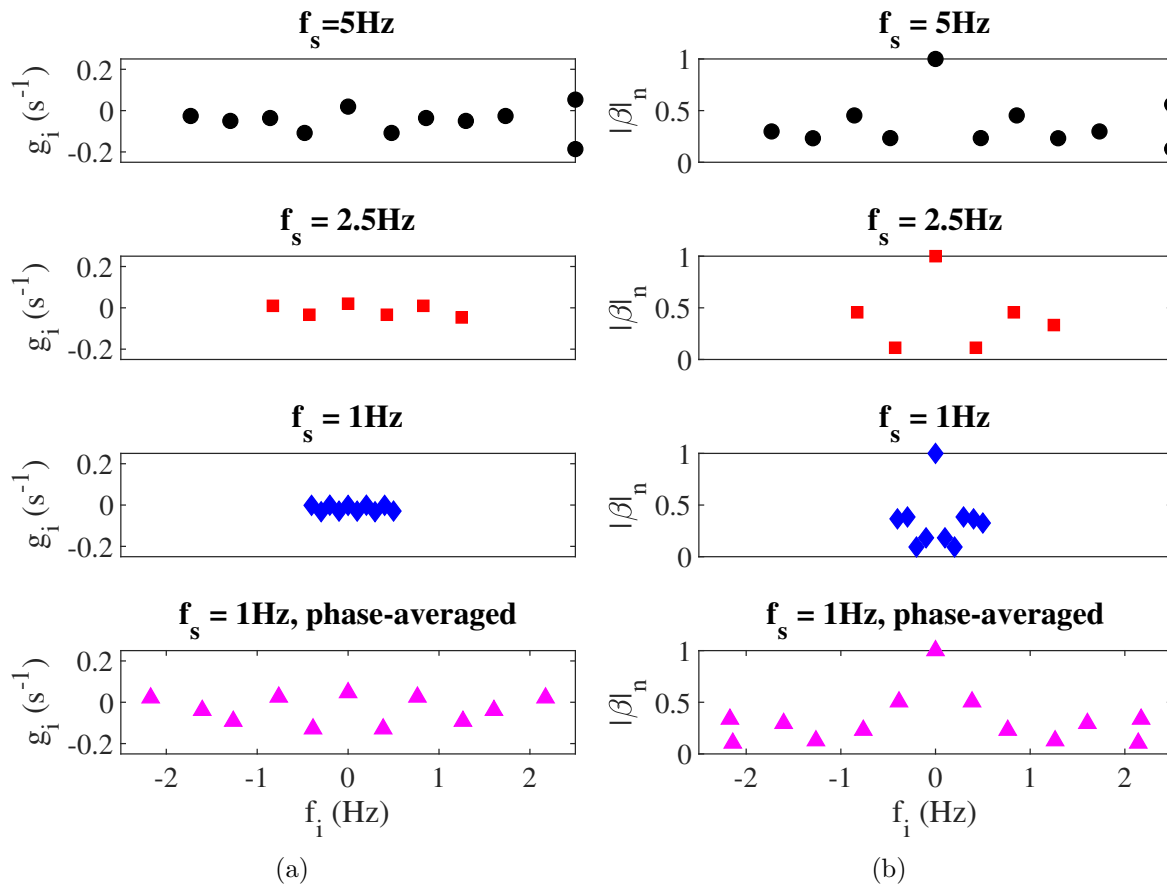 f_s=5Hz
g_i (s^-1)
0.2
0
-0.2
f_s = 2.5Hz
g_i (s^-1)
0.2
0
-0.2
f_s = 1Hz
g_i (s^-1)
0.2
0
-0.2
f_s = 1Hz, phase-averaged
g_i (s^-1)
0.2
0
-0.2
-2 -1 0 1 2
f_i (Hz)
(a)
f_s = 5Hz
|β|_n
1
0.5
0
f_s = 2.5Hz
|β|_n
1
0.5
0
f_s = 1Hz
|β|_n
1
0.5
0
f_s = 1Hz, phase-averaged
|β|_n
1
0.5
0
-2 -1 0 1 2
f_i (Hz)
(b)